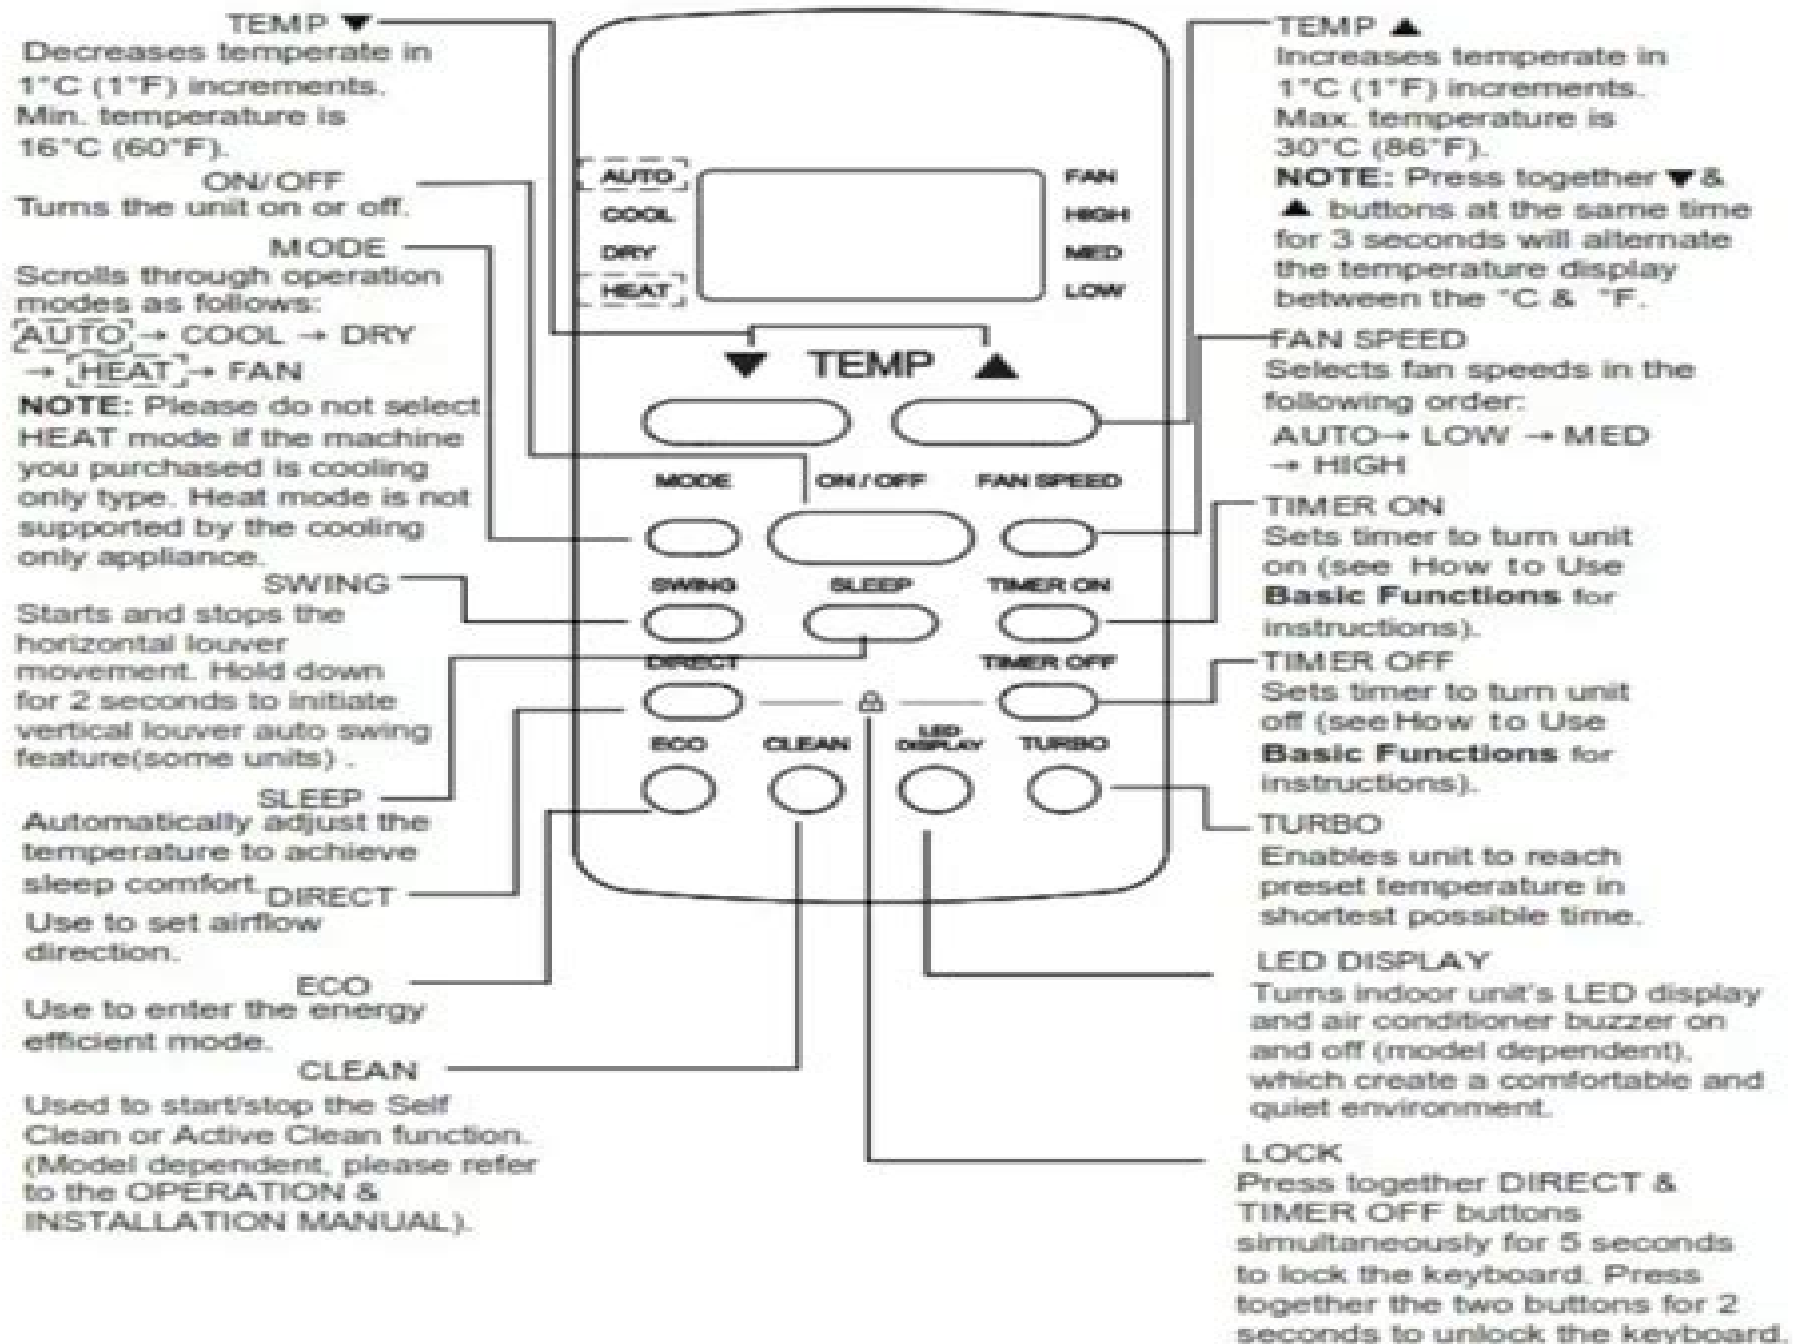 TEMP ▼
Decreases temperate in
1°C (1°F) increments.
Min. temperature is
16°C (60°F).
ON/OFF
Turns the unit on or off.
MODE
Scrolls through operation
modes as follows:
AUTO → COOL → DRY
→ HEAT → FAN
NOTE: Please do not select
HEAT mode if the machine
you purchased is cooling
only type. Heat mode is not
supported by the cooling
only appliance.
SWING
Starts and stops the
horizontal louver
movement. Hold down
for 2 seconds to initiate
vertical louver auto swing
feature(some units) .
SLEEP
Automatically adjust the
temperature to achieve
sleep comfort.
DIRECT
Use to set airflow
direction.
ECO
Use to enter the energy
efficient mode.
CLEAN
Used to start/stop the Self
Clean or Active Clean function.
(Model dependent, please refer
to the OPERATION &
INSTALLATION MANUAL).
AUTO
COOL
DRY
HEAT
FAN
HIGH
MED
LOW
▼ TEMP ▲
MODE ON/OFF FAN SPEED
SWING SLEEP TIMER ON
DIRECT TIMER OFF
ECO CLEAN LED DISPLAY TURBO
TEMP ▲
Increases temperate in
1°C (1°F) increments.
Max. temperature is
30°C (86°F).
NOTE: Press together ▼ &
▲ buttons at the same time
for 3 seconds will alternate
the temperature display
between the °C & °F.
FAN SPEED
Selects fan speeds in the
following order:
AUTO→ LOW → MED
→ HIGH
TIMER ON
Sets timer to turn unit
on (see How to Use
Basic Functions for
instructions).
TIMER OFF
Sets timer to turn unit
off (see How to Use
Basic Functions for
instructions).
TURBO
Enables unit to reach
preset temperature in
shortest possible time.
LED DISPLAY
Turns indoor unit's LED display
and air conditioner buzzer on
and off (model dependent),
which create a comfortable and
quiet environment.
LOCK
Press together DIRECT &
TIMER OFF buttons
simultaneously for 5 seconds
to lock the keyboard. Press
together the two buttons for 2
seconds to unlock the keyboard.